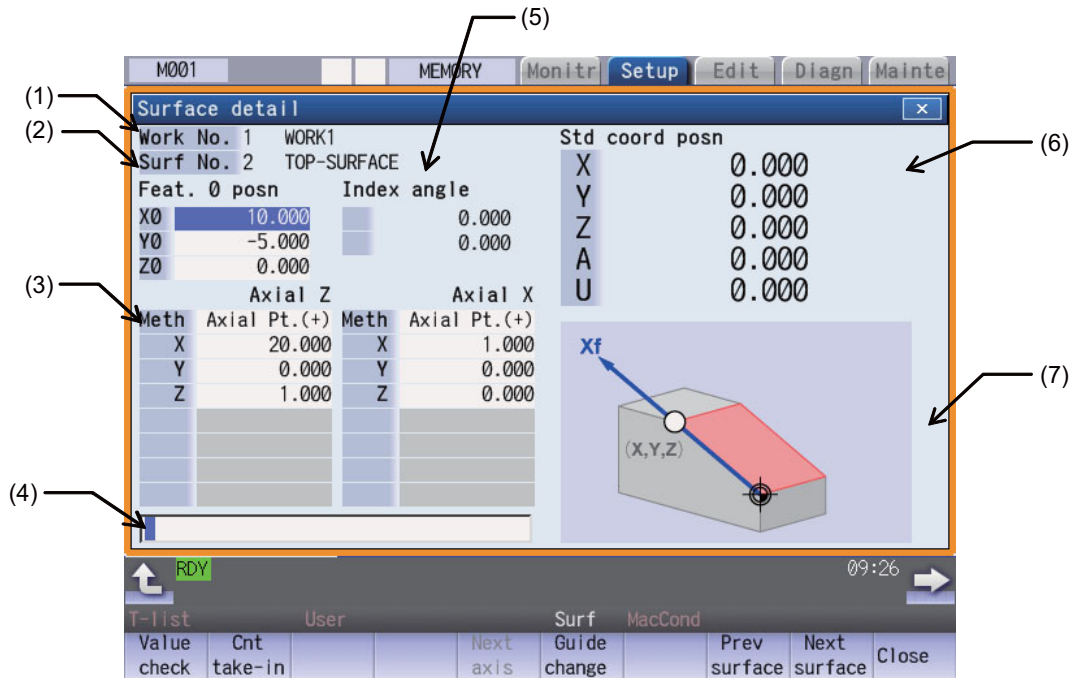 (5)
M001 MEMORY Monitr Setup Edit Diagn Mainte
(1)
Surface detail ×
(2)
Work No. 1 WORK1 Std coord posn
Surf No. 2 TOP-SURFACE X 0.000
(6)
Feat. 0 posn Index angle Y 0.000
X0 10.000 0.000
Y0 -5.000 0.000 Z 0.000
Z0 0.000 A 0.000
(3)
Axial Z Axial X U 0.000
Meth Axial Pt.(+) Meth Axial Pt.(+)
X 20.000 X 1.000 Xf
Y 0.000 Y 0.000
(7)
Z 1.000 Z 0.000
(X,Y,Z)
(4)
RDY 09:26
T-list User Surf MacCond
Value Cnt Next Guide Prev Next Close
check take-in axis change surface surface